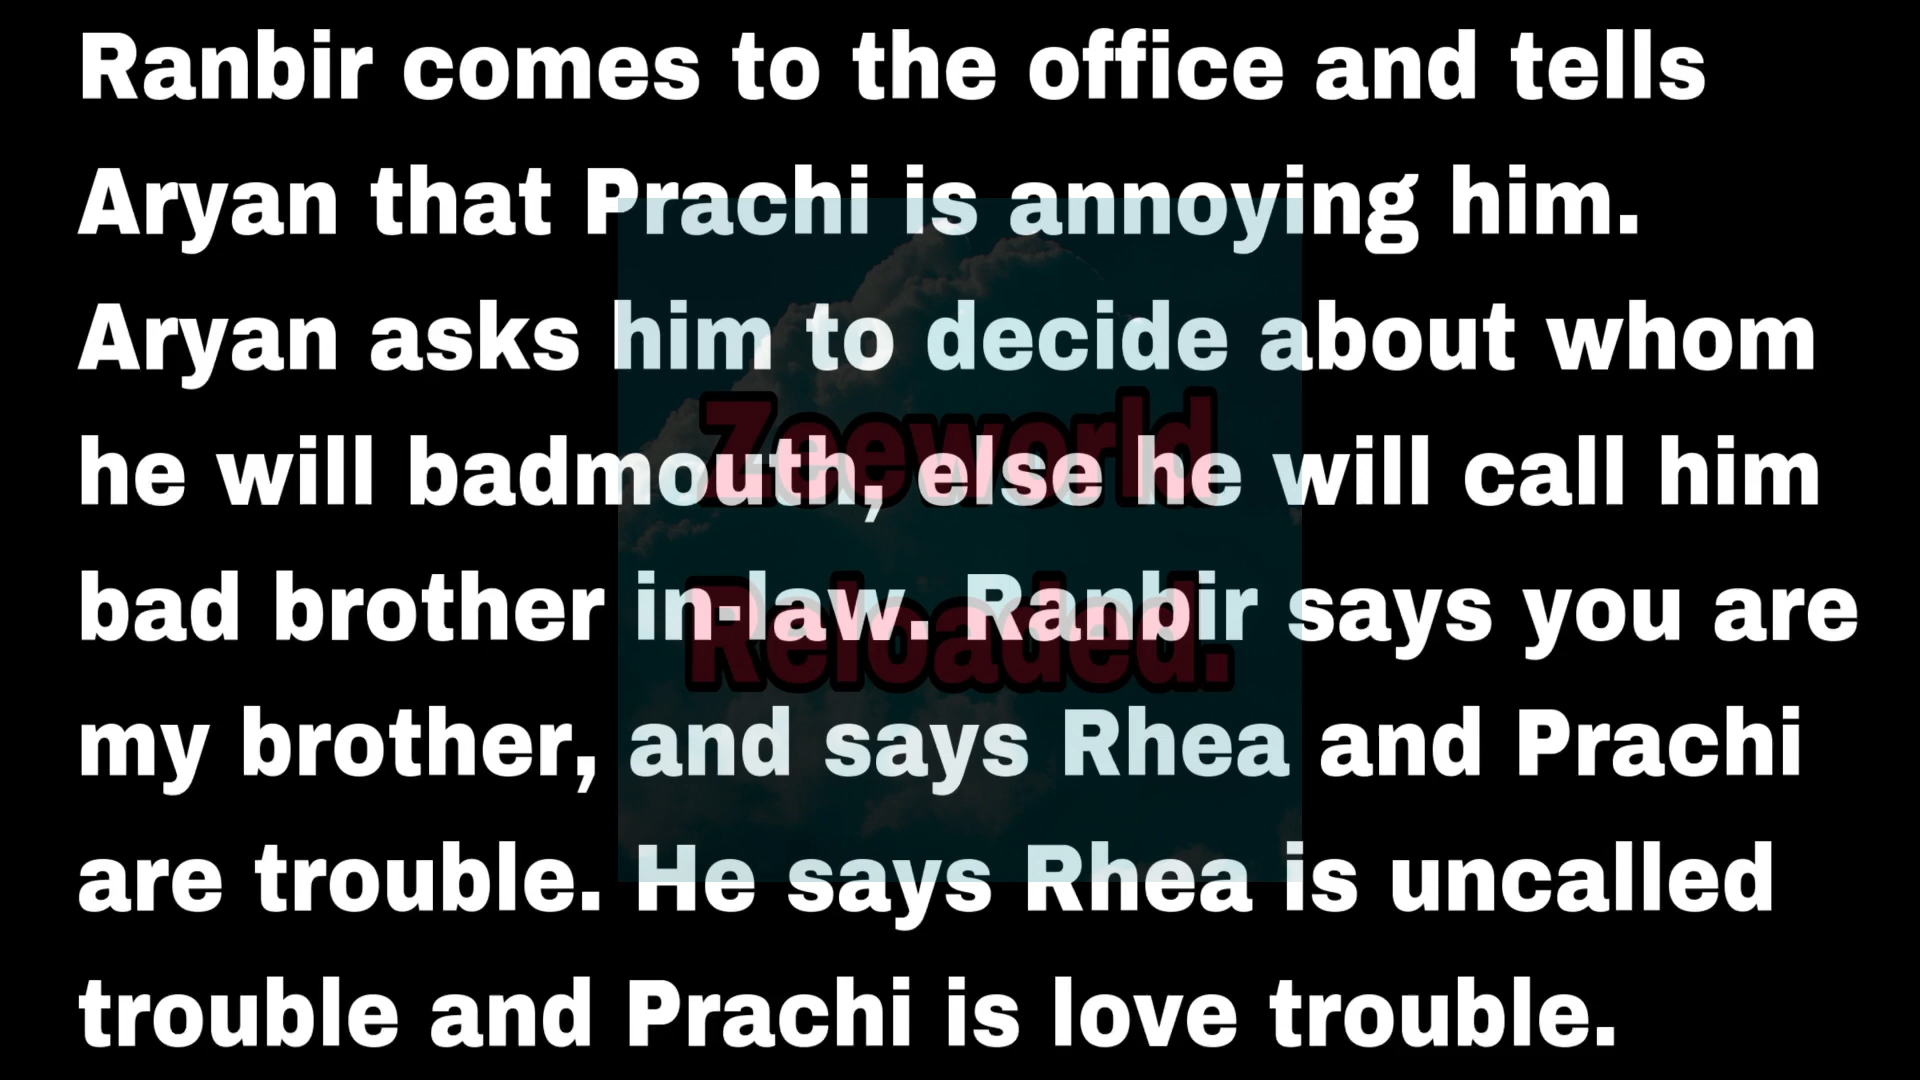 Ranbir comes to the office and tells
Aryan that Prachi is annoying him.
Aryan asks him to decide about whom
he will badmouth, else he will call him
bad brother in-law. Ranbir says you are
my brother, and says Rhea and Prachi
are trouble. He says Rhea is uncalled
trouble and Prachi is love trouble.
Zeeworld
Reloaded.